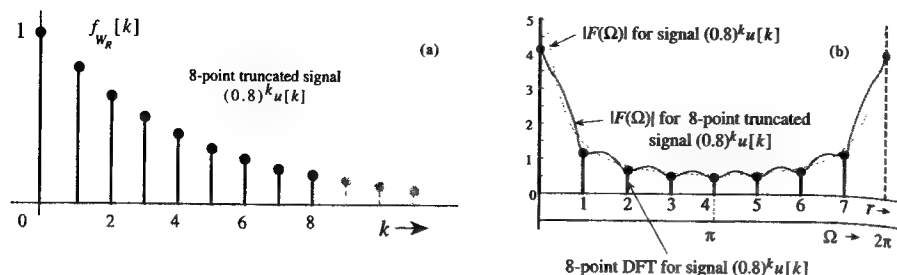 1
f_{W_R}[k]
(a)
8-point truncated signal
(0.8)^k u[k]
0
2
4
6
8
k →
5
4
3
2
1
0
|F(Ω)| for signal (0.8)^k u[k]
(b)
|F(Ω)| for 8-point truncated
signal (0.8)^k u[k]
1
2
3
4
5
6
7
r →
π
Ω →
2π
8-point DFT for signal (0.8)^k u[k]